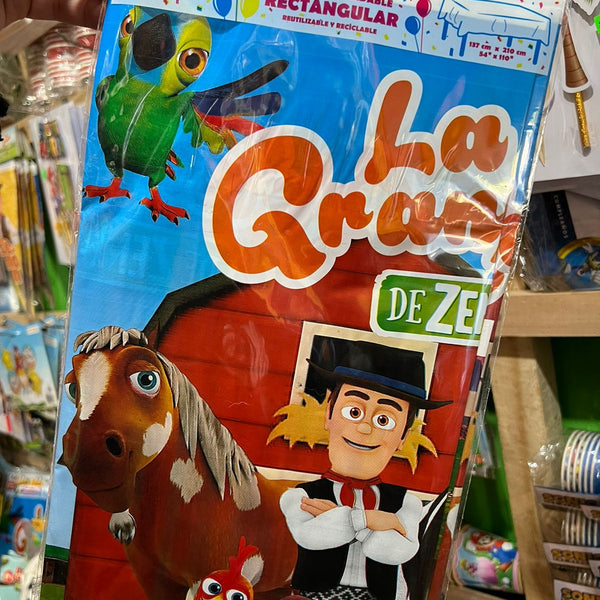 RECTANGULAR
REUTILIZABLE Y RECICLABLE
137 cm x 210 cm
54" x 110"
La
Gran
DE ZE